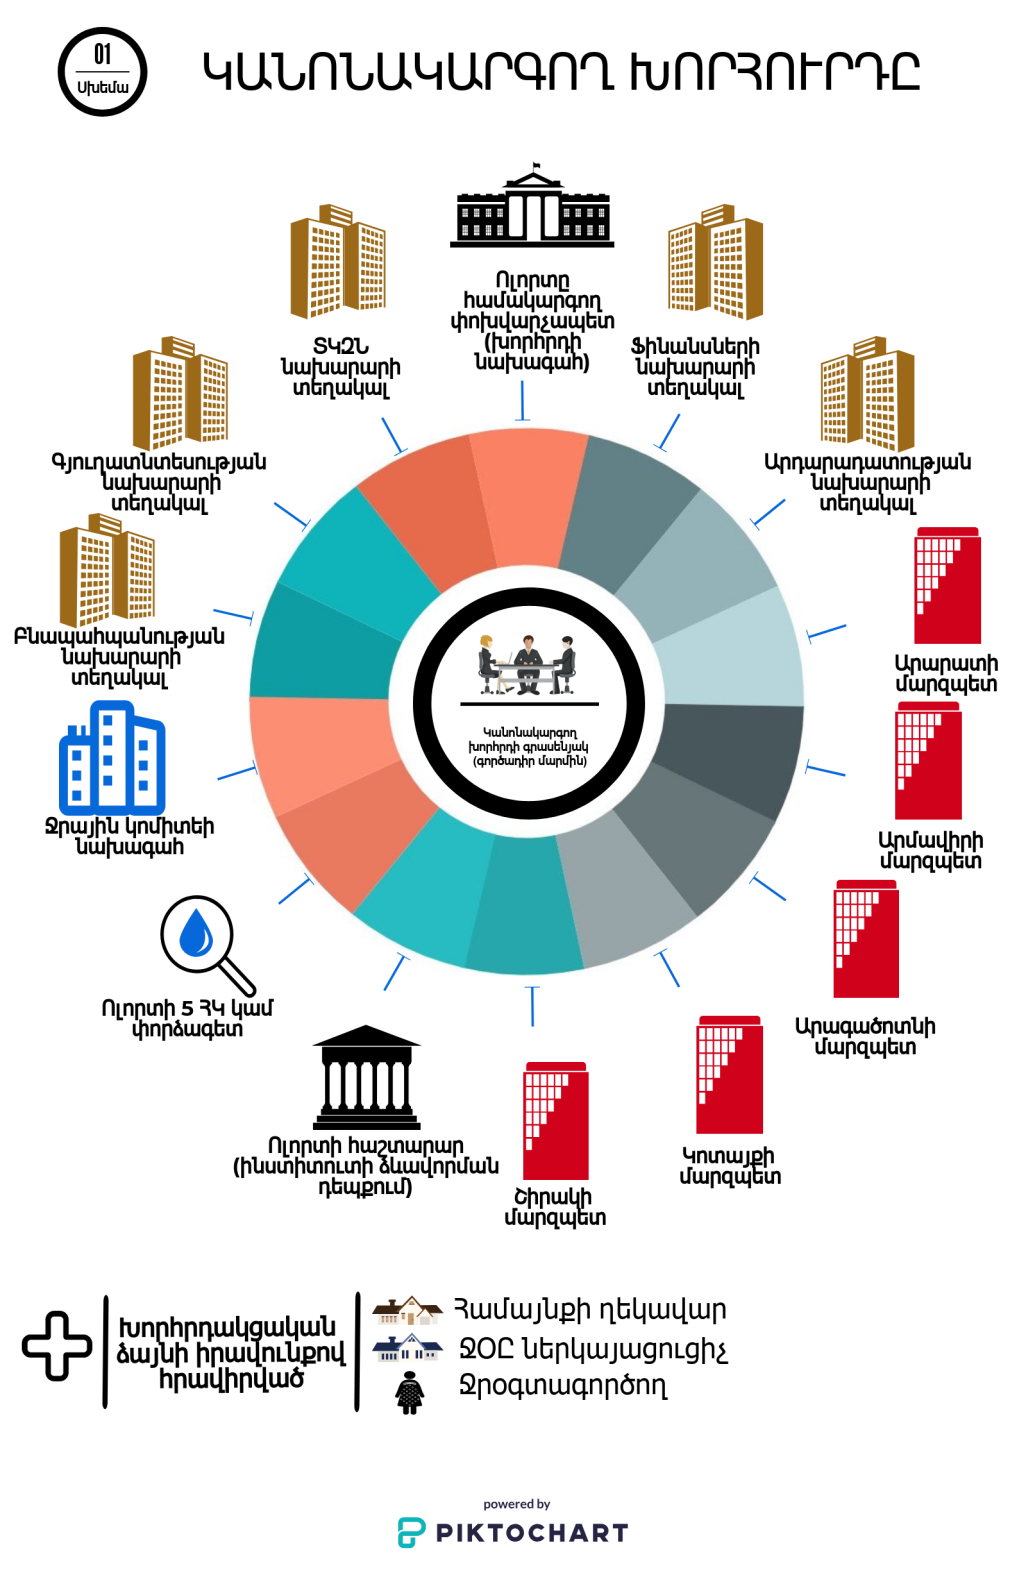 01
Սխեմա
ԿԱՆՈՆԱԿԱՐԳՈՂ ԽՈՐՀՈՒՐԴԸ
Ոլորտը
համակարգող
փոխվարչապետ
(խորհրդի
նախագահ)
ՏԿԶՆ
նախարարի
տեղակալ
Ֆինանսների
նախարարի
տեղակալ
Գյուղատնտեսության
նախարարի
տեղակալ
Արդարադատության
նախարարի
տեղակալ
Բնապահպանության
նախարարի
տեղակալ
Արարատի
մարզպետ
Ջրային կոմիտեի
նախագահ
Արմավիրի
մարզպետ
Կանոնակարգող
խորհրդի գրասենյակ
(գործադիր մարմին)
Ոլորտի 5 ՀԿ կամ
փորձագետ
Արագածոտնի
մարզպետ
Ոլորտի հաշտարար
(ինստիտուտի ձևավորման
դեպքում)
Կոտայքի
մարզպետ
Շիրակի
մարզպետ
Խորհրդակցական
ձայնի իրավունքով
հրավիրված
Համայնքի ղեկավար
ՋՕԸ ներկայացուցիչ
Ջրօգտագործող
powered by
PIKTOCHART